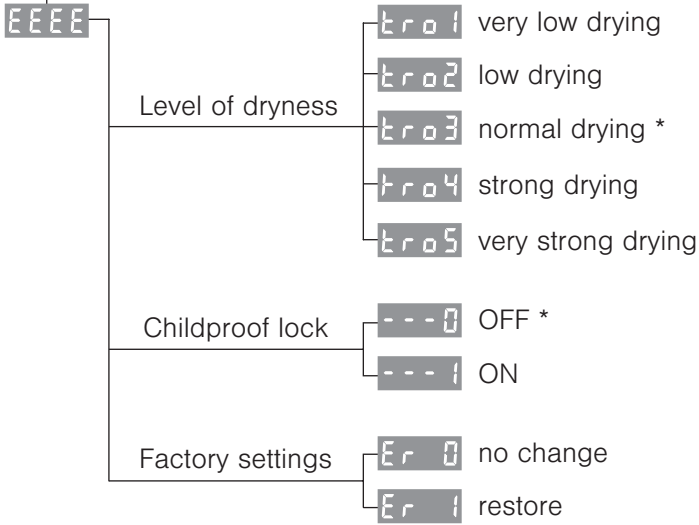 EEEE
tro1 very low drying
tro2 low drying
Level of dryness
tro3 normal drying *
tro4 strong drying
tro5 very strong drying
---0 OFF *
Childproof lock
---1 ON
Er 0 no change
Factory settings
Er 1 restore